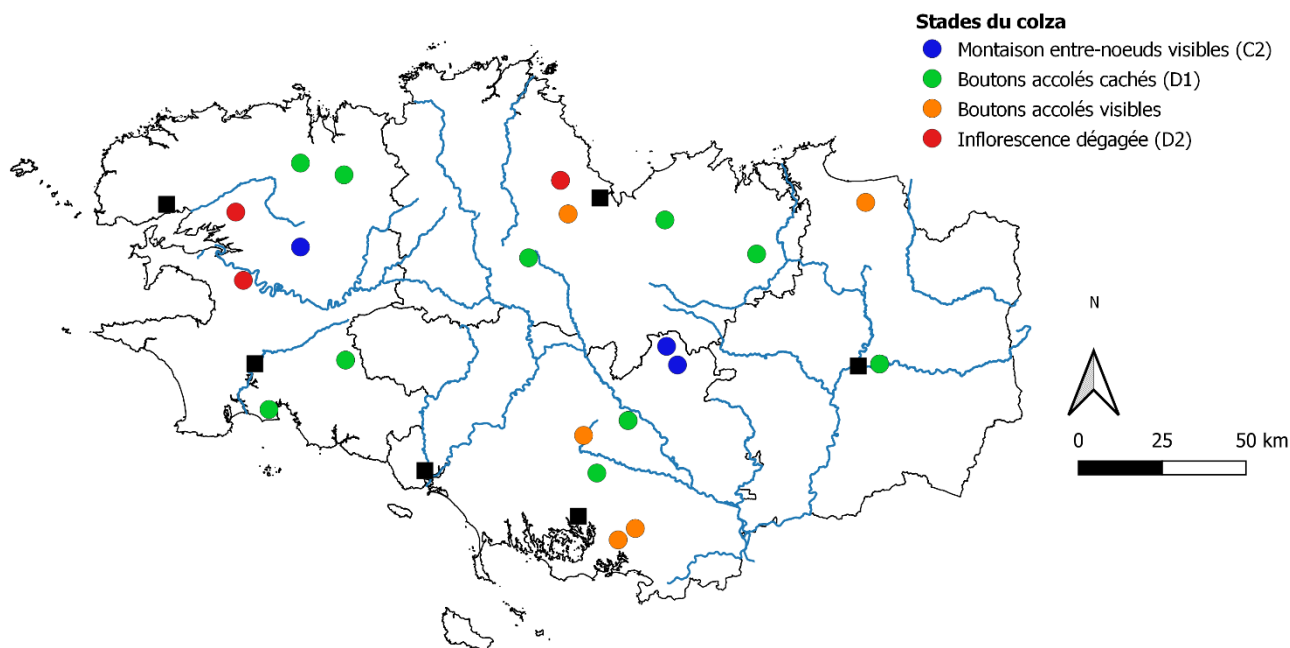 Stades du colza
Montaison entre-noeuds visibles (C2)
Boutons accolés cachés (D1)
Boutons accolés visibles
Inflorescence dégagée (D2)
N
0 25 50 km